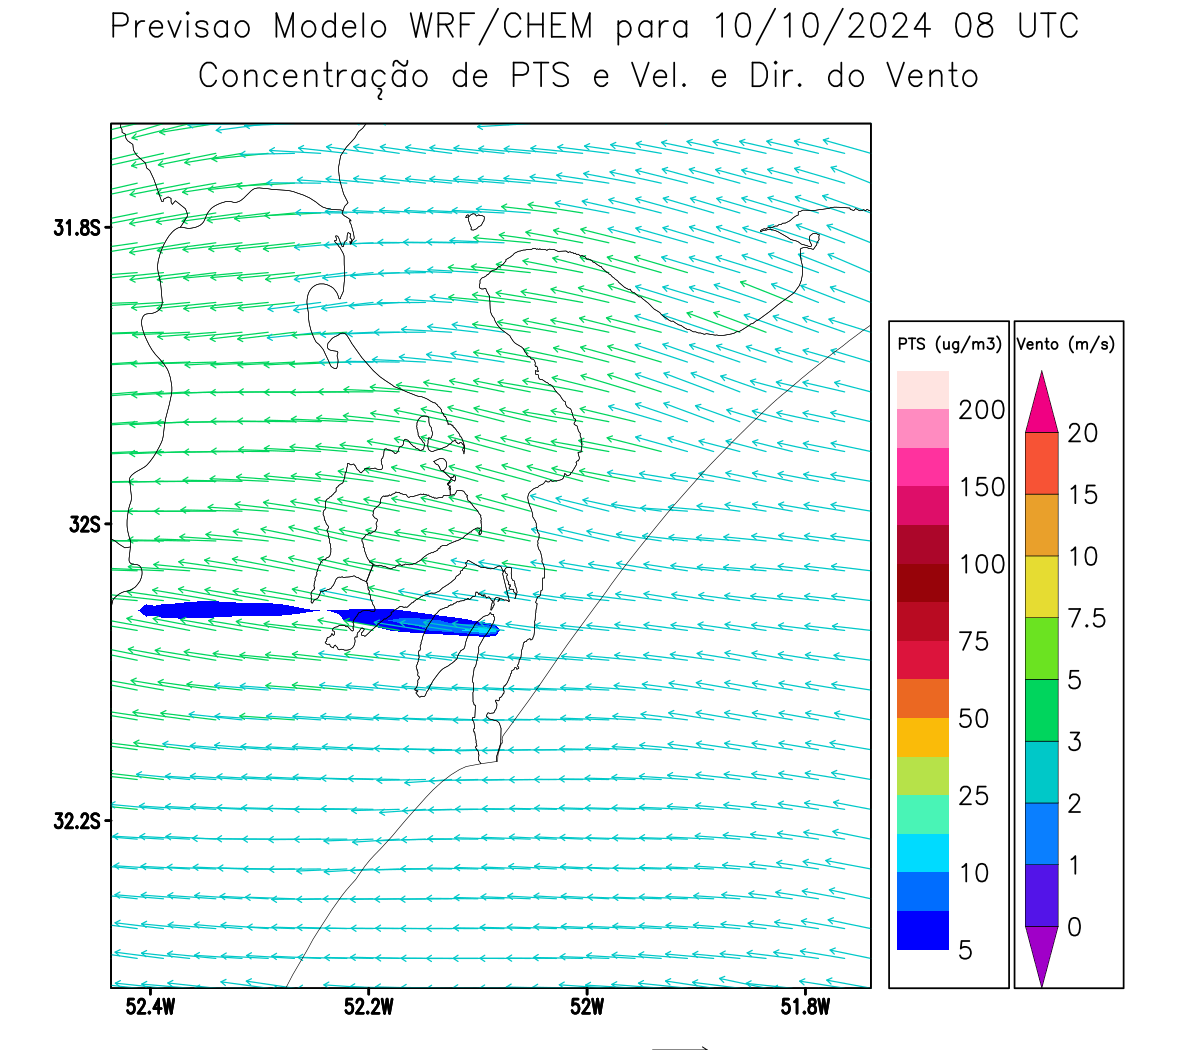 Previsao Modelo WRF/CHEM para 10/10/2024 08 UTC
Concentração de PTS e Vel. e Dir. do Vento
31.8S
32S
32.2S
52.4W
52.2W
52W
51.8W
PTS (ug/m3)
200
150
100
75
50
25
10
5
Vento (m/s)
20
15
10
7.5
5
3
2
1
0